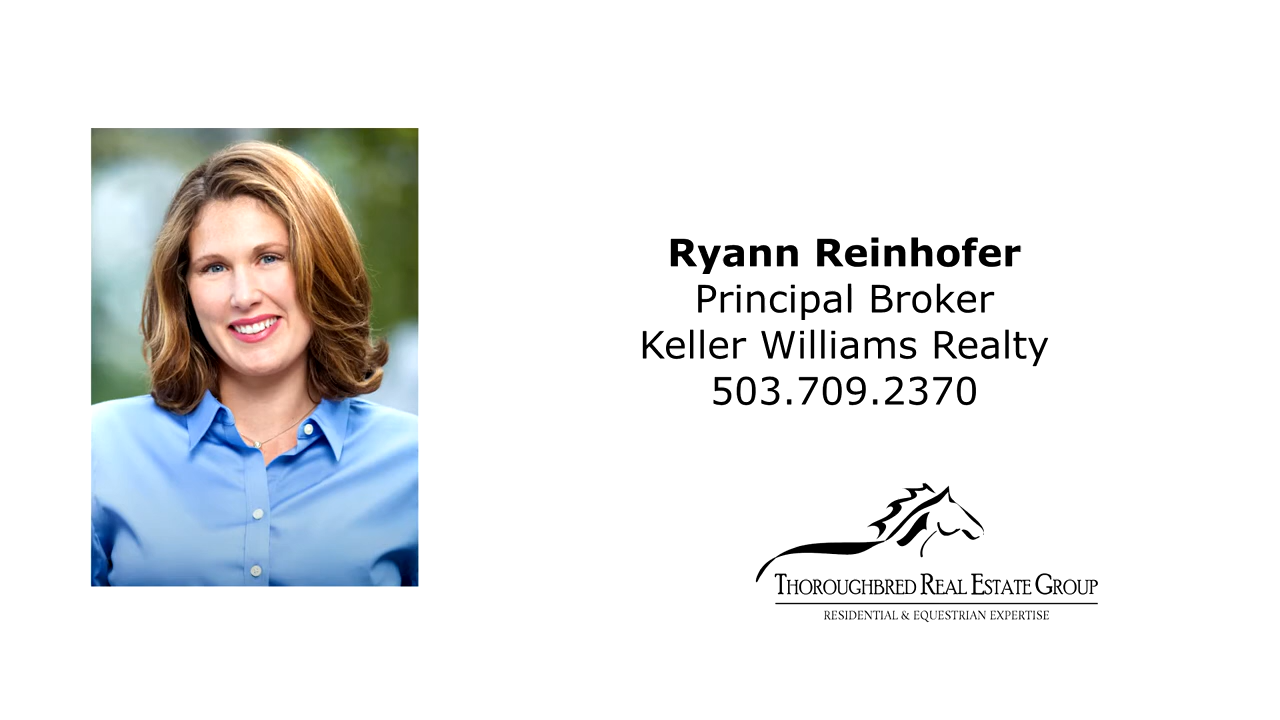 Ryann Reinhofer
Principal Broker
Keller Williams Realty
503.709.2370
THOROUGHBRED REAL ESTATE GROUP
RESIDENTIAL & EQUESTRIAN EXPERTISE